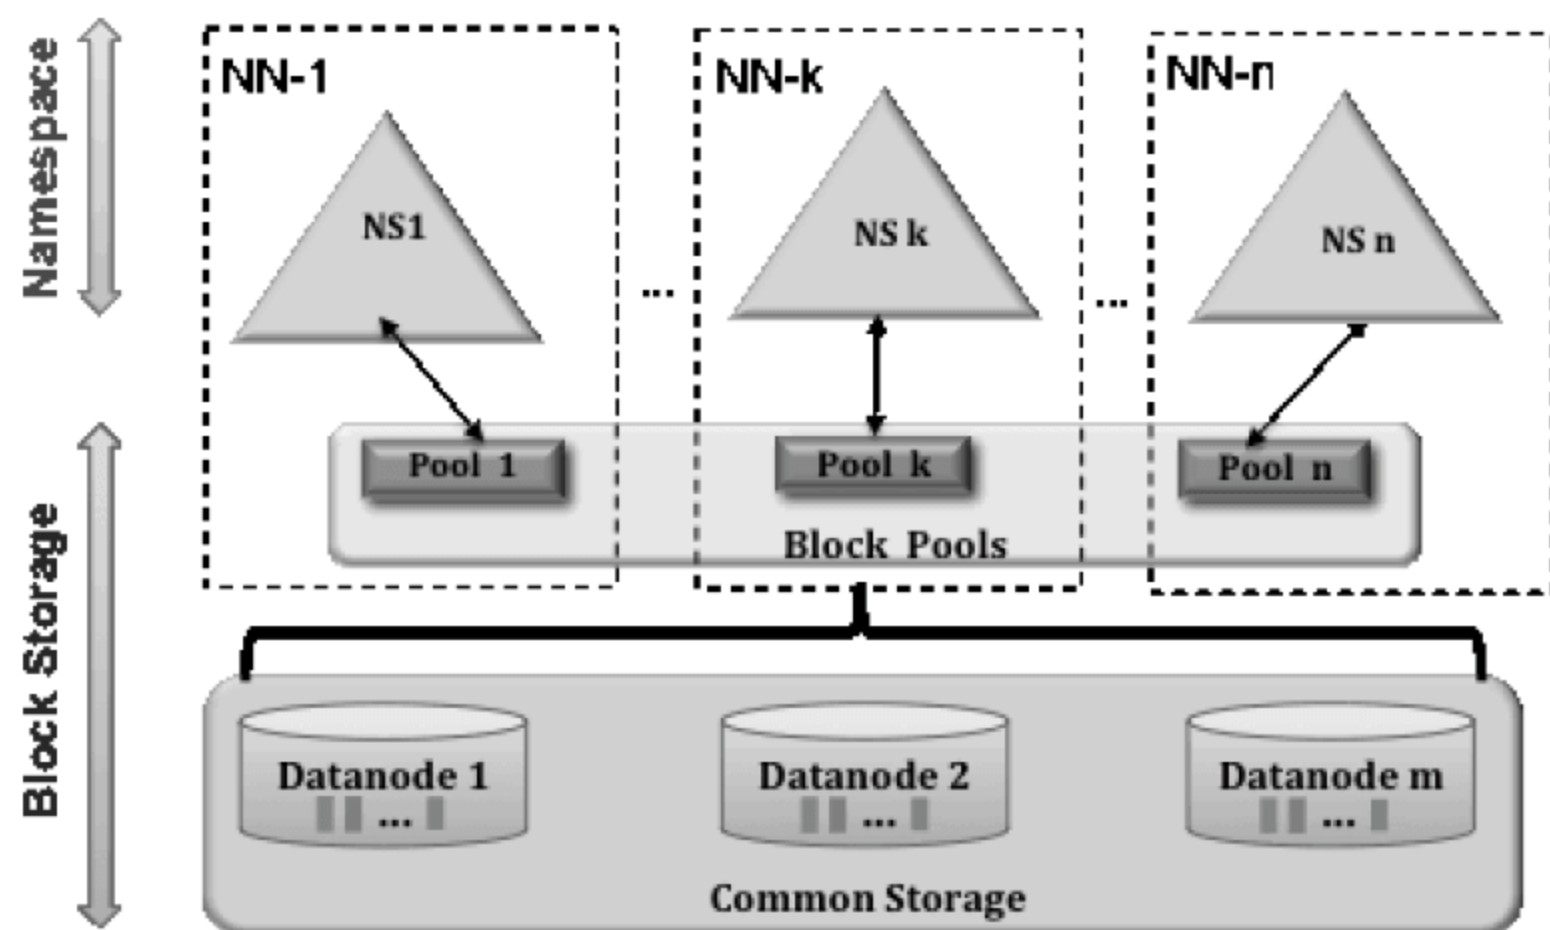 Namespace
NN-1
NN-k
NN-n
NS1
NS k
NS n
...
...
Block Storage
Pool 1
Pool k
Pool n
Block Pools
Datanode 1
...
Datanode 2
...
Datanode m
...
Common Storage